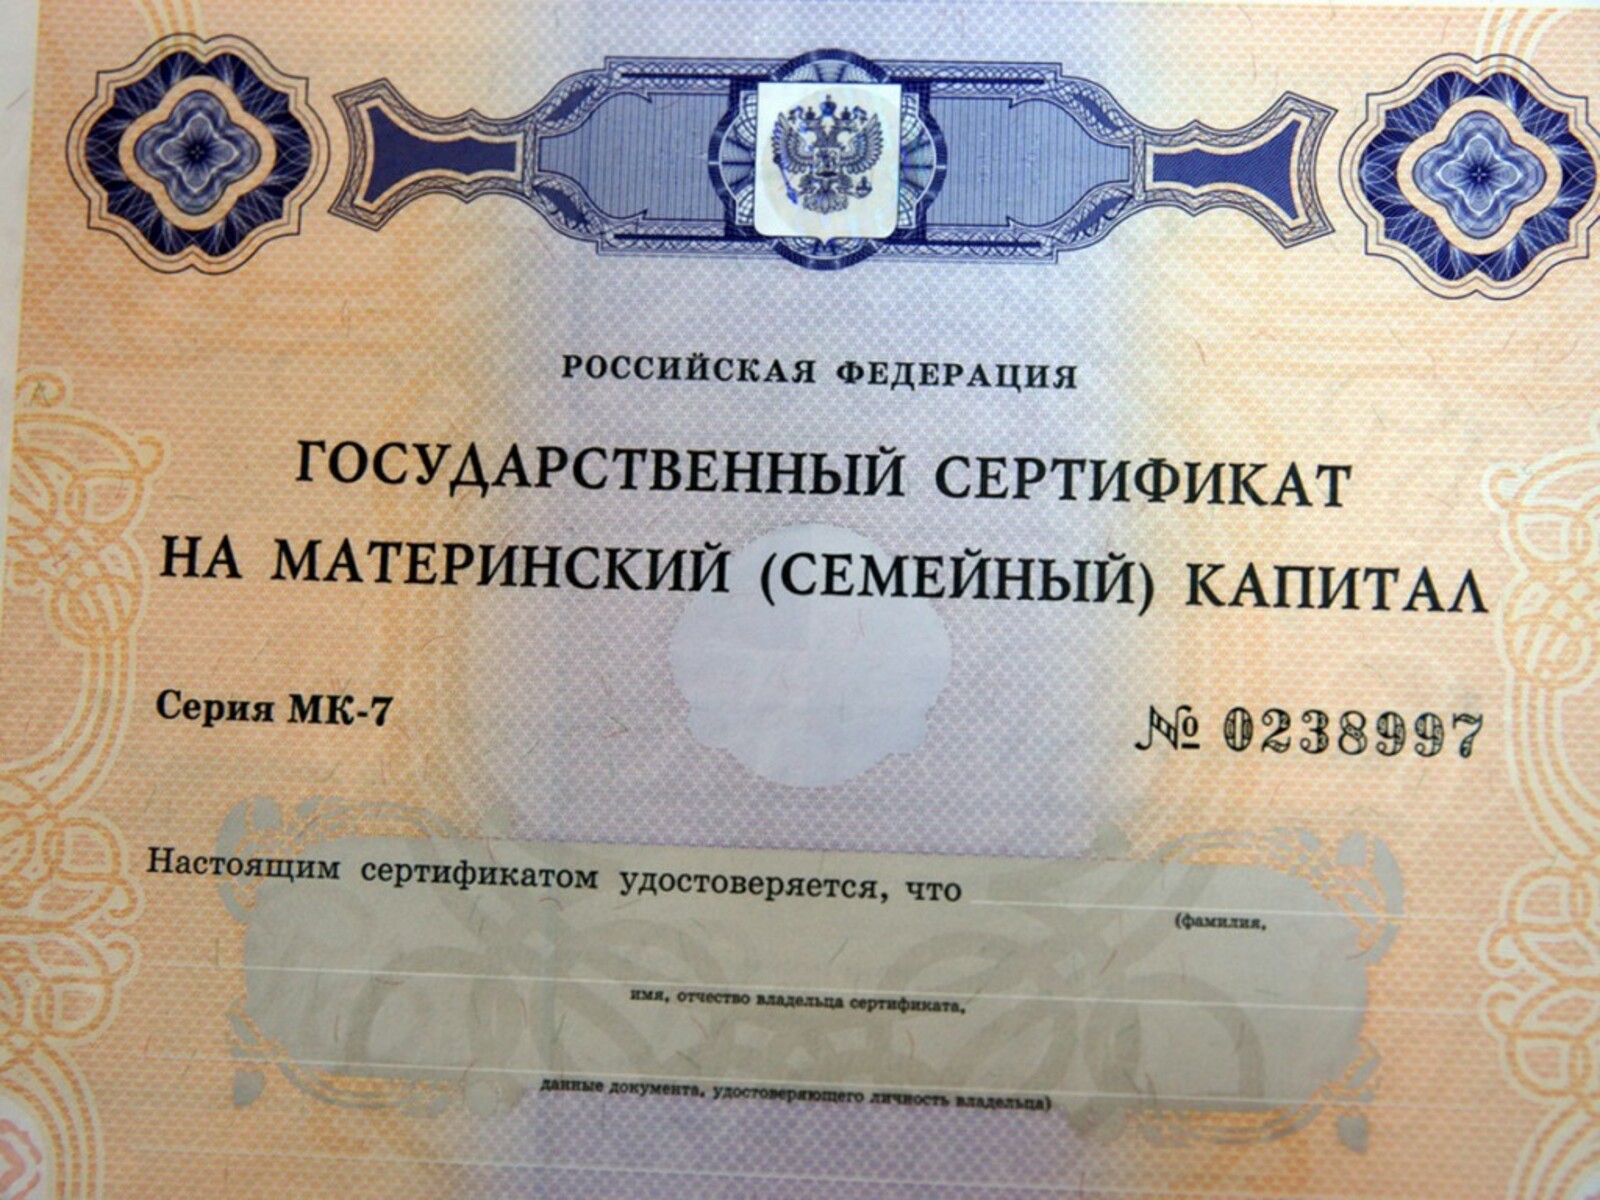 РОССИЙСКАЯ ФЕДЕРАЦИЯ
ГОСУДАРСТВЕННЫЙ СЕРТИФИКАТ
НА МАТЕРИНСКИЙ (СЕМЕЙНЫЙ) КАПИТАЛ
Серия МК-7 № 0238997
Настоящим сертификатом удостоверяется, что
(фамилия,
имя, отчество владельца сертификата,
данные документа, удостоверяющего личность владельца)